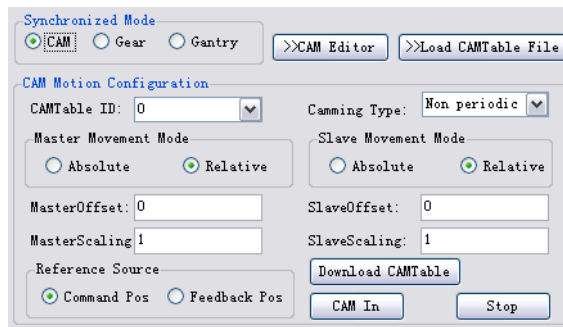 Synchronized Mode
CAM Gear Gantry >>CAM Editor >>Load CAMTable File
CAM Motion Configuration
CAMTable ID: 0 Camming Type: Non periodic
Master Movement Mode Slave Movement Mode
Absolute Relative Absolute Relative
MasterOffset: 0 SlaveOffset: 0
MasterScaling 1 SlaveScaling: 1
Reference Source Download CAMTable
Command Pos Feedback Pos CAM In Stop